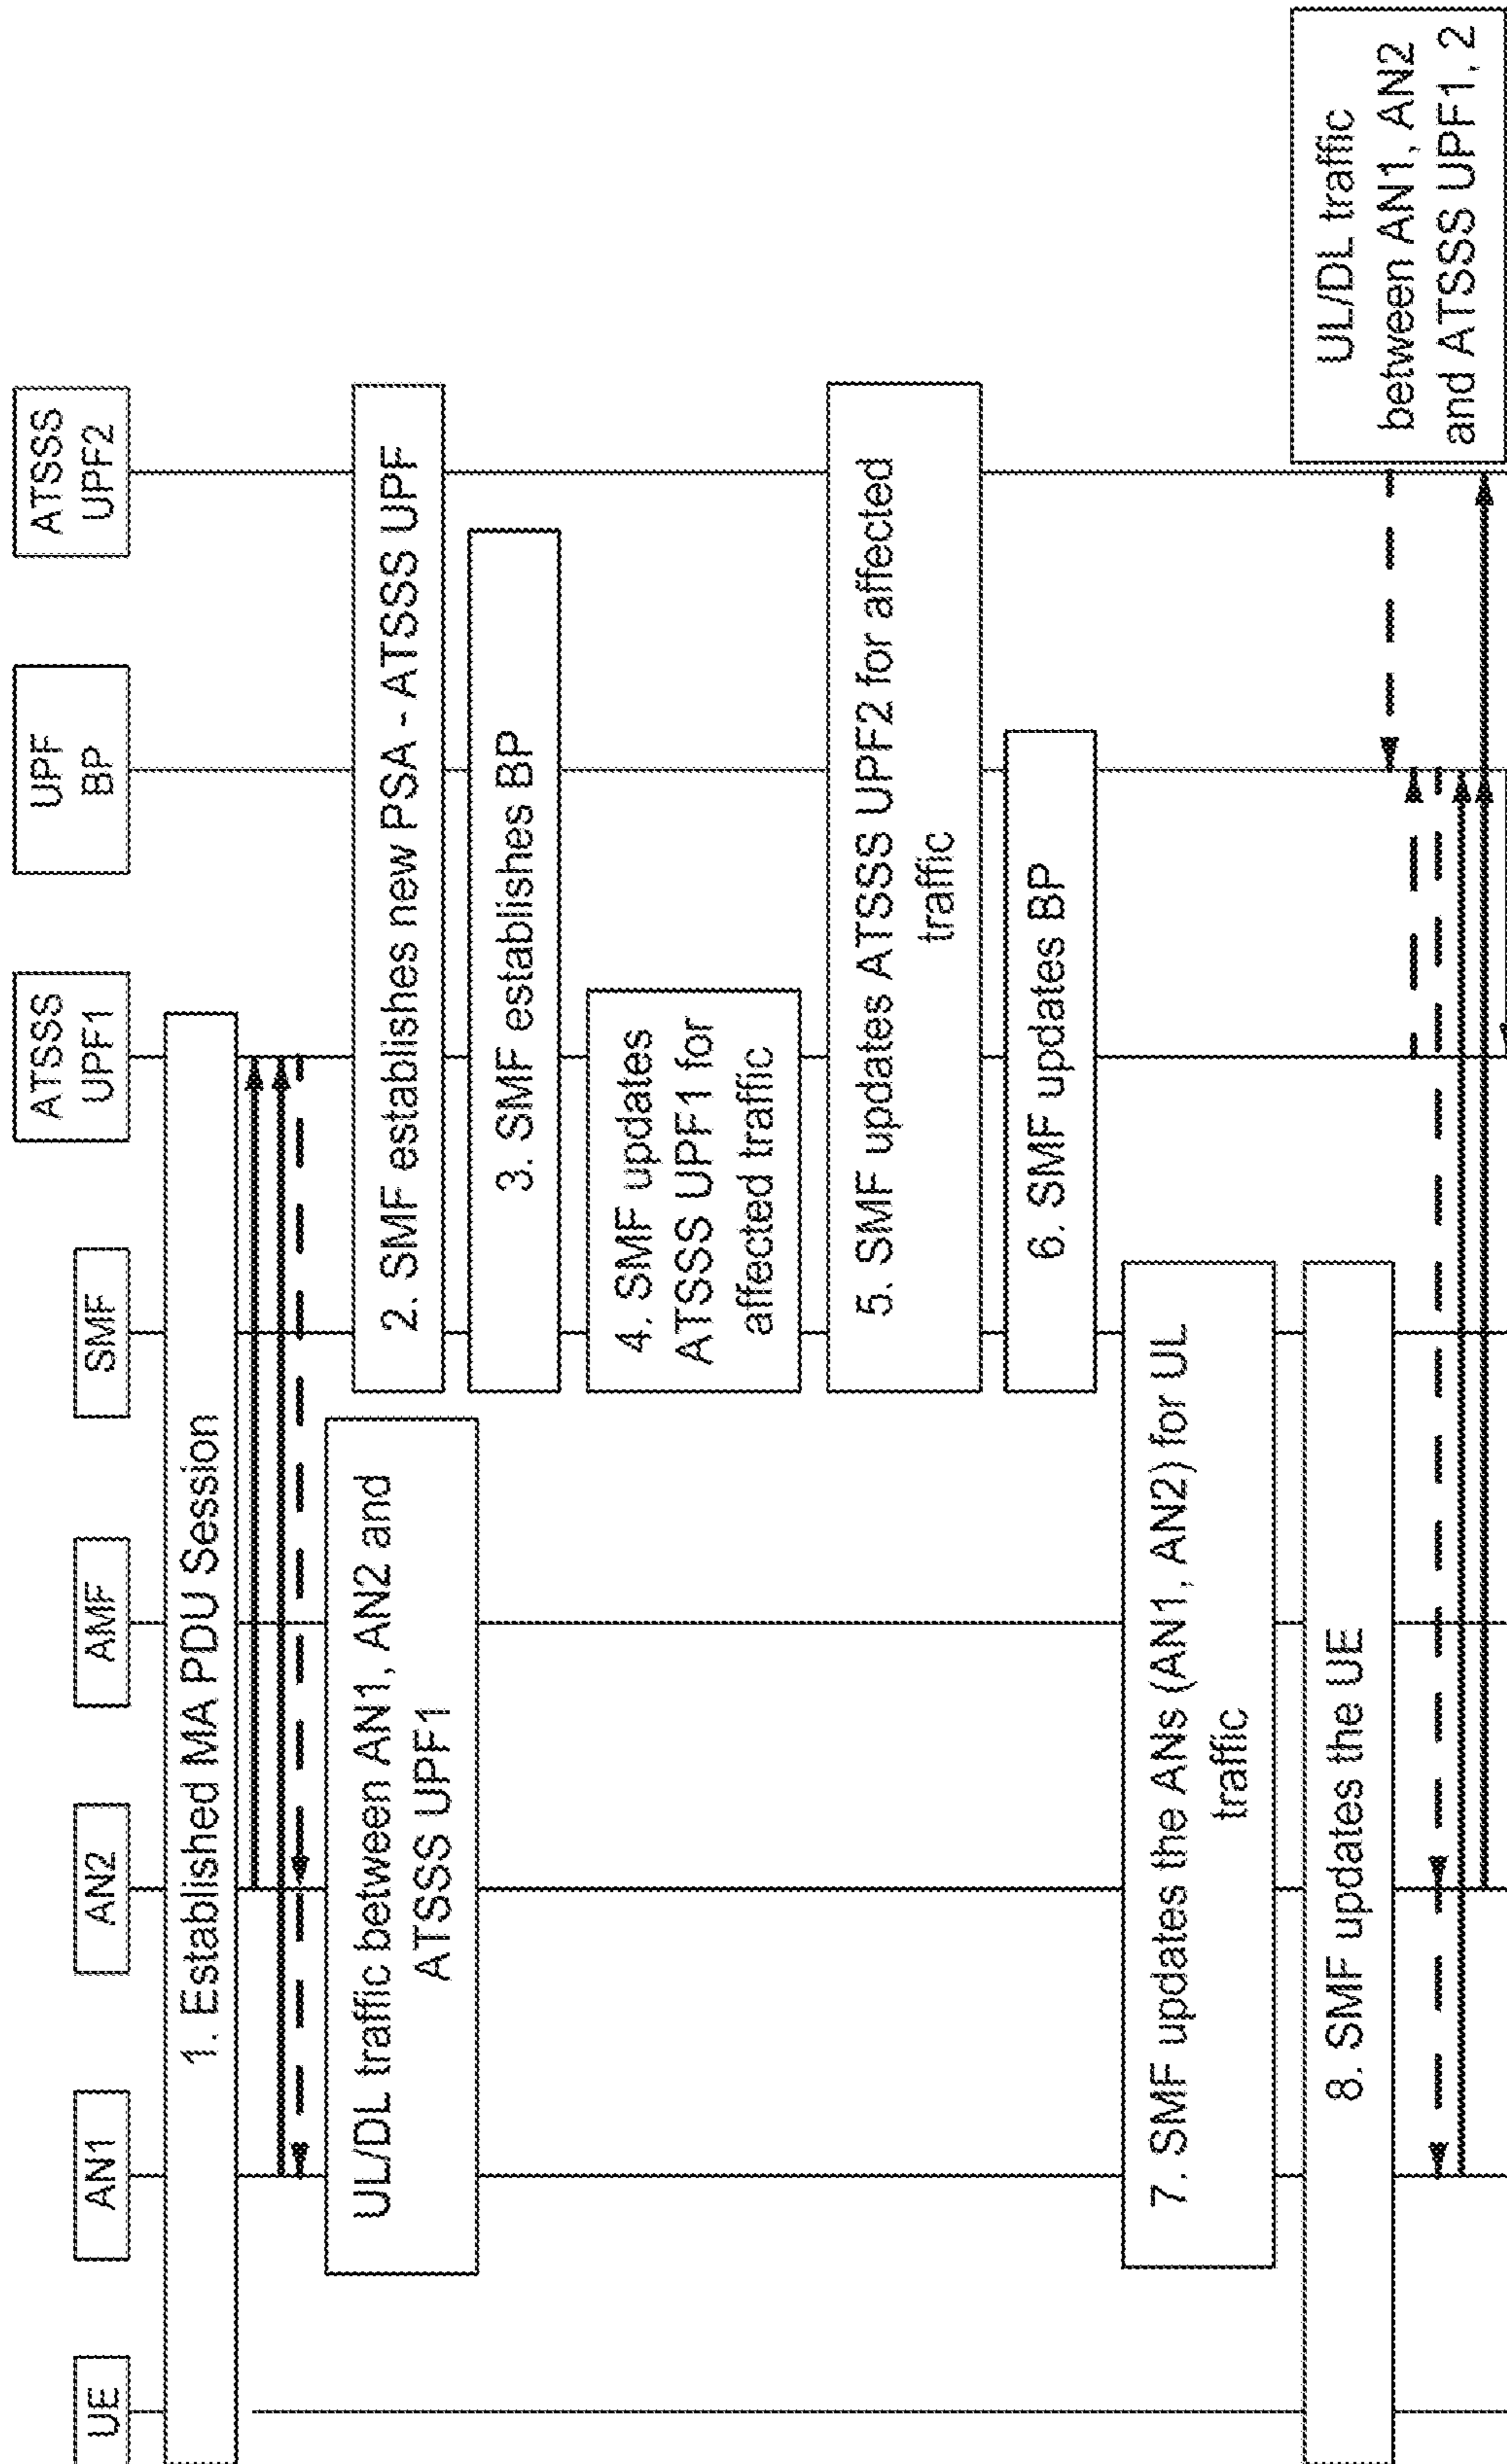 UE
AN1
AN2
AMF
SMF
ATSSS
UPF1
UPF
BP
ATSSS
UPF2
1. Established MA PDU Session
UL/DL traffic between AN1, AN2 and
ATSSS UPF1
2. SMF establishes new PSA - ATSSS UPF
3. SMF establishes BP
4. SMF updates
ATSSS UPF1 for
affected traffic
5. SMF updates ATSSS UPF2 for affected
traffic
6. SMF updates BP
7. SMF updates the ANs (AN1, AN2) for UL
traffic
8. SMF updates the UE
UL/DL traffic
between AN1, AN2
and ATSSS UPF1, 2